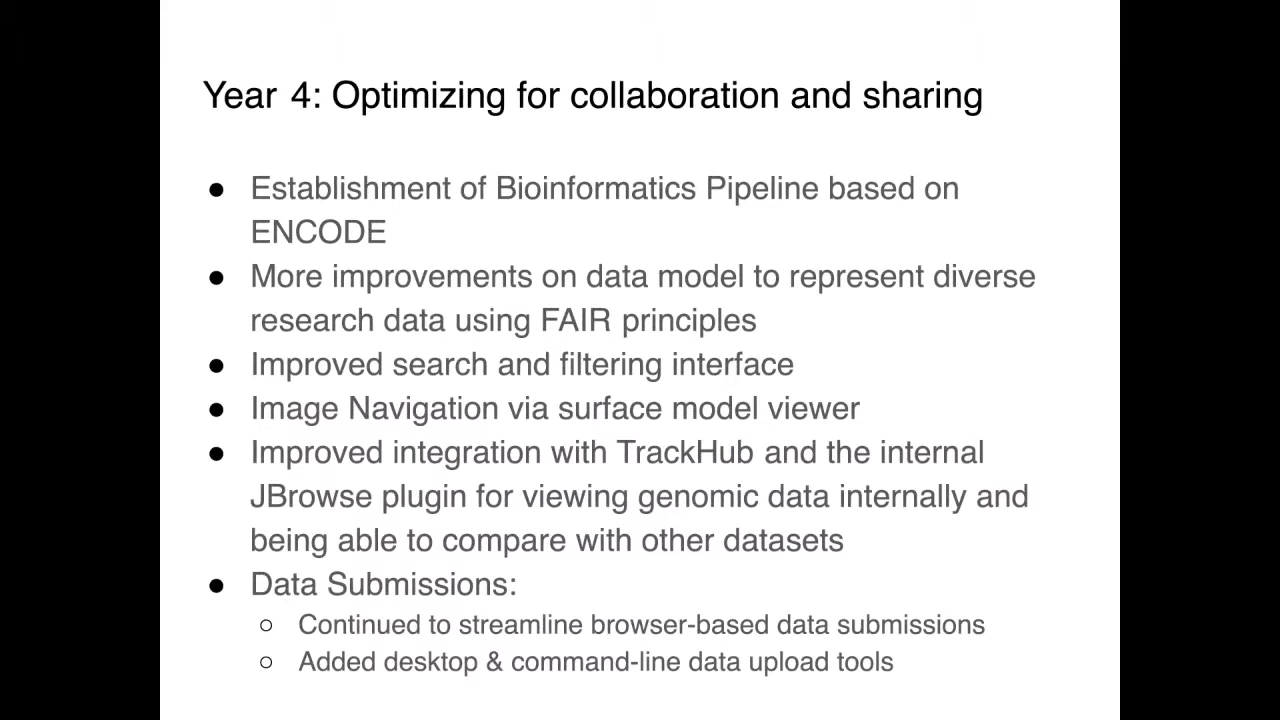 Year 4: Optimizing for collaboration and sharing
● Establishment of Bioinformatics Pipeline based on
ENCODE
● More improvements on data model to represent diverse
research data using FAIR principles
● Improved search and filtering interface
● Image Navigation via surface model viewer
● Improved integration with TrackHub and the internal
JBrowse plugin for viewing genomic data internally and
being able to compare with other datasets
● Data Submissions:
○ Continued to streamline browser-based data submissions
○ Added desktop & command-line data upload tools